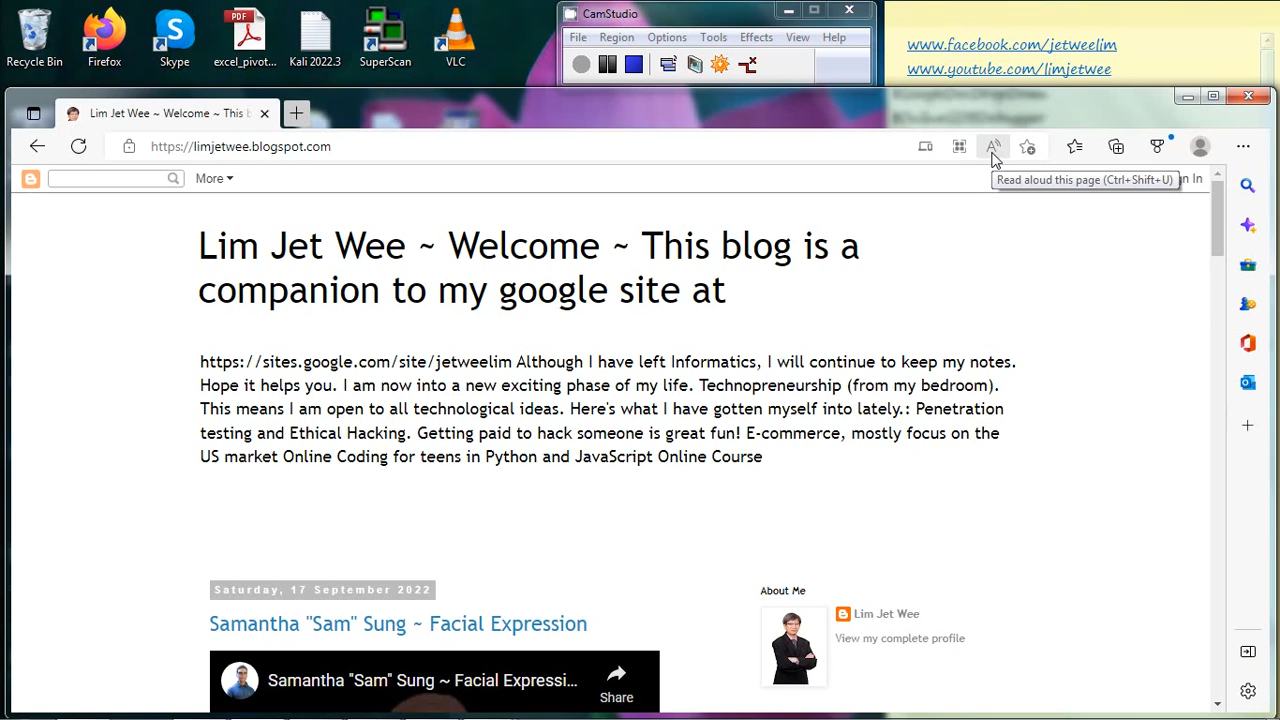 Recycle Bin
Firefox
Skype
PDF
excel_pivot...
Kali 2022.3
SuperScan
VLC
CamStudio
File Region Options Tools Effects View Help
www.facebook.com/jetweelim
www.youtube.com/limjetwee
Lim Jet Wee ~ Welcome ~ This b
https://limjetwee.blogspot.com
More
Read aloud this page (Ctrl+Shift+U)
n In
Lim Jet Wee ~ Welcome ~ This blog is a
companion to my google site at
https://sites.google.com/site/jetweelim Although I have left Informatics, I will continue to keep my notes.
Hope it helps you. I am now into a new exciting phase of my life. Technopreneurship (from my bedroom).
This means I am open to all technological ideas. Here's what I have gotten myself into lately.: Penetration
testing and Ethical Hacking. Getting paid to hack someone is great fun! E-commerce, mostly focus on the
US market Online Coding for teens in Python and JavaScript Online Course
Saturday, 17 September 2022
Samantha "Sam" Sung ~ Facial Expression
Samantha "Sam" Sung ~ Facial Expressi...
Share
About Me
Lim Jet Wee
View my complete profile